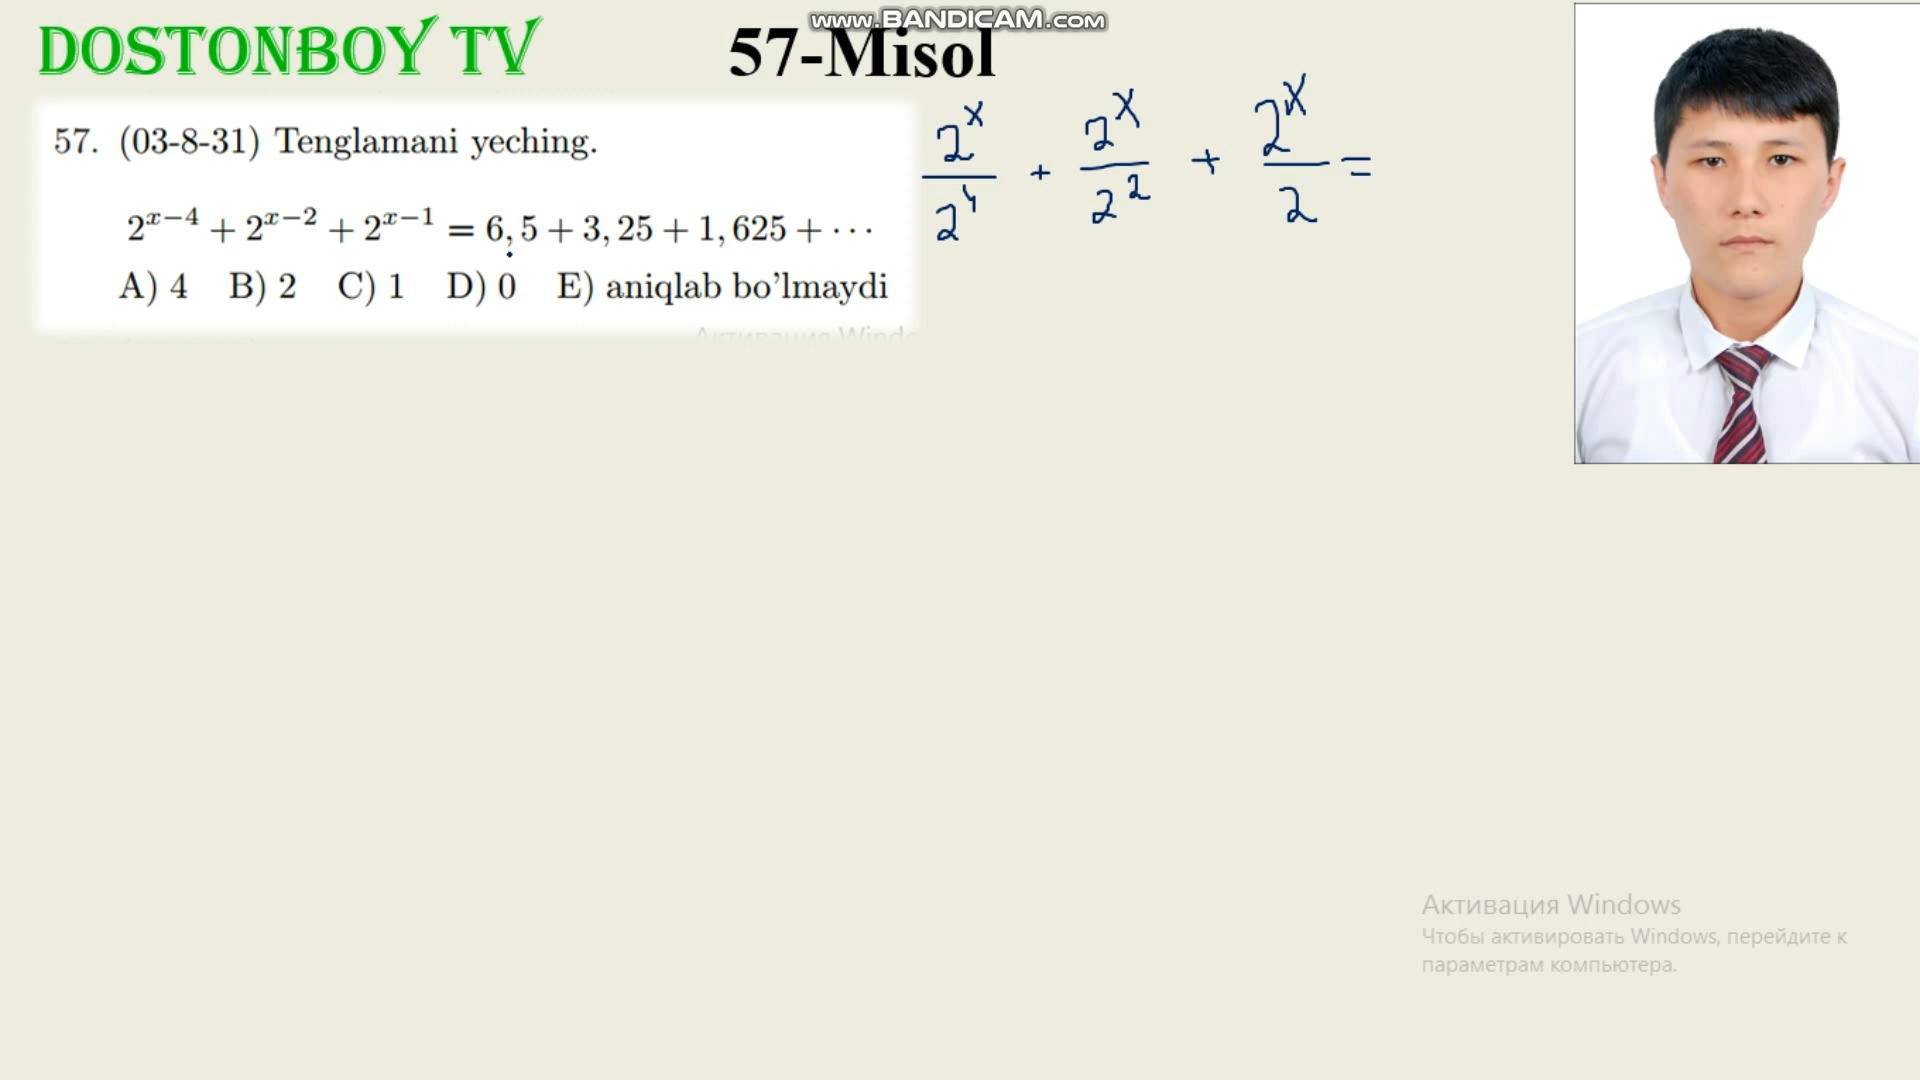 www.BANDICAM.com
DOSTONBOY TV
57-Misol
57. (03-8-31) Tenglamani yeching.
2^{x−4} + 2^{x−2} + 2^{x−1} = 6,5 + 3,25 + 1,625 + ···
A) 4 B) 2 C) 1 D) 0 E) aniqlab bo'lmaydi
2^x/2^4 + 2^x/2^2 + 2^x/2 =
Активация Windows
Чтобы активировать Windows, перейдите к
параметрам компьютера.